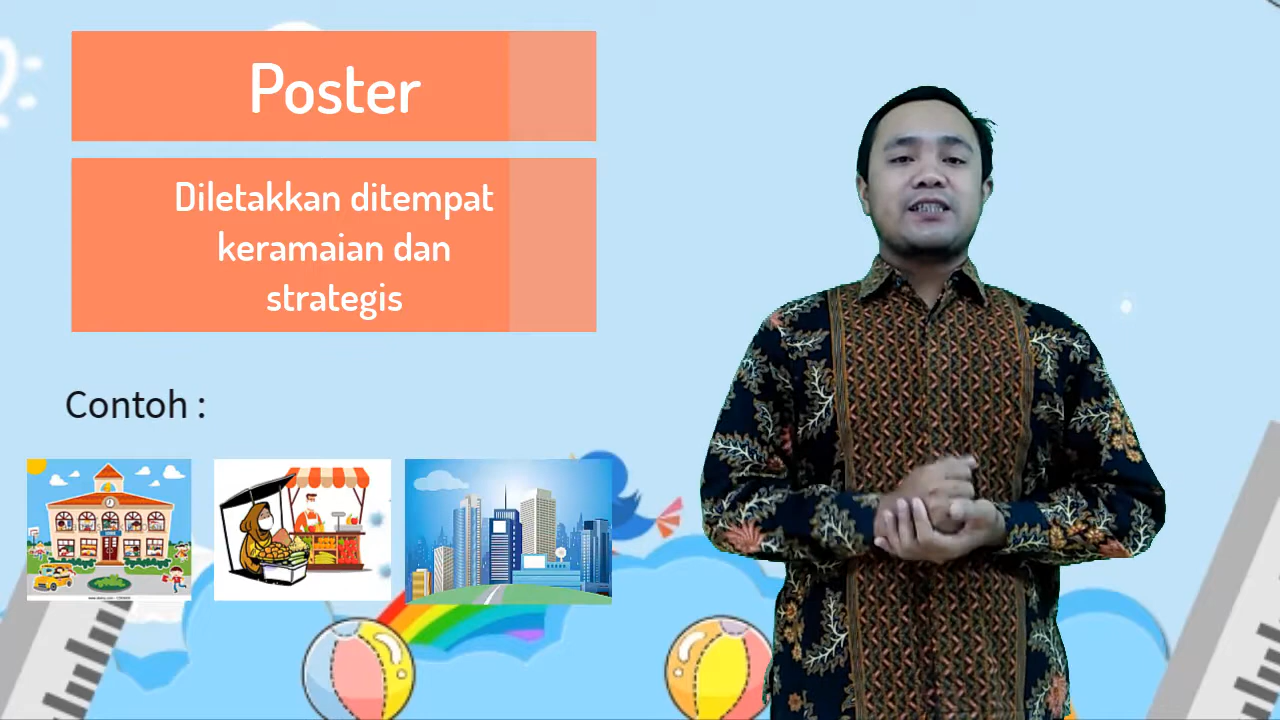 Poster
Diletakkan ditempat
keramaian dan
strategis
Contoh :